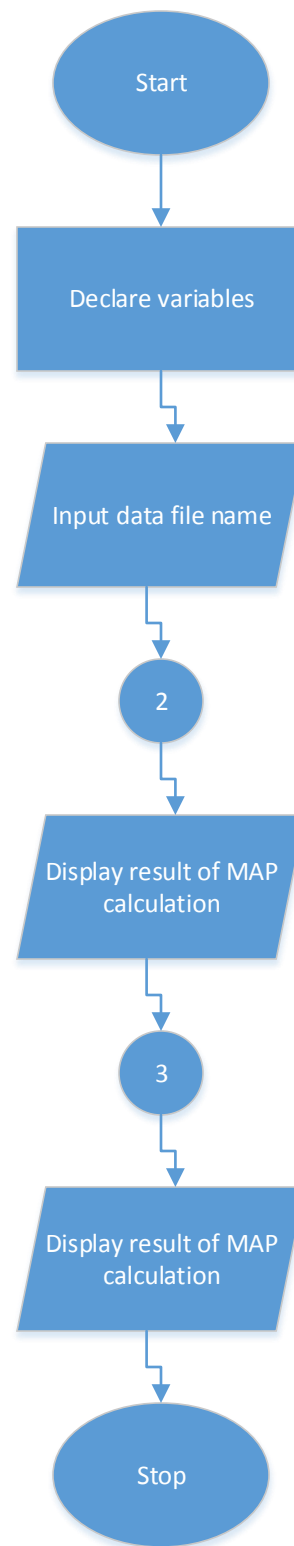 Start
Declare variables
Input data file name
2
Display result of MAP
calculation
3
Display result of MAP
calculation
Stop